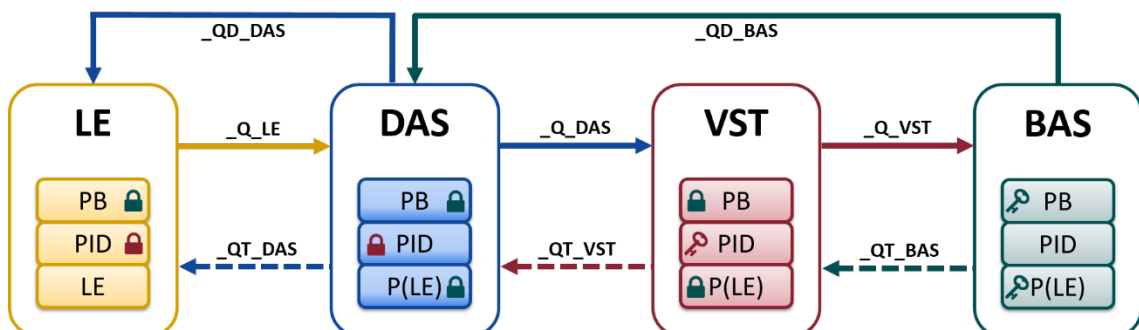 _QD_DAS
_QD_BAS
LE
DAS
VST
BAS
_Q_LE
_Q_DAS
_Q_VST
PB
PID
LE
PB
PID
P(LE)
PB
PID
P(LE)
PB
PID
P(LE)
_QT_DAS
_QT_VST
_QT_BAS